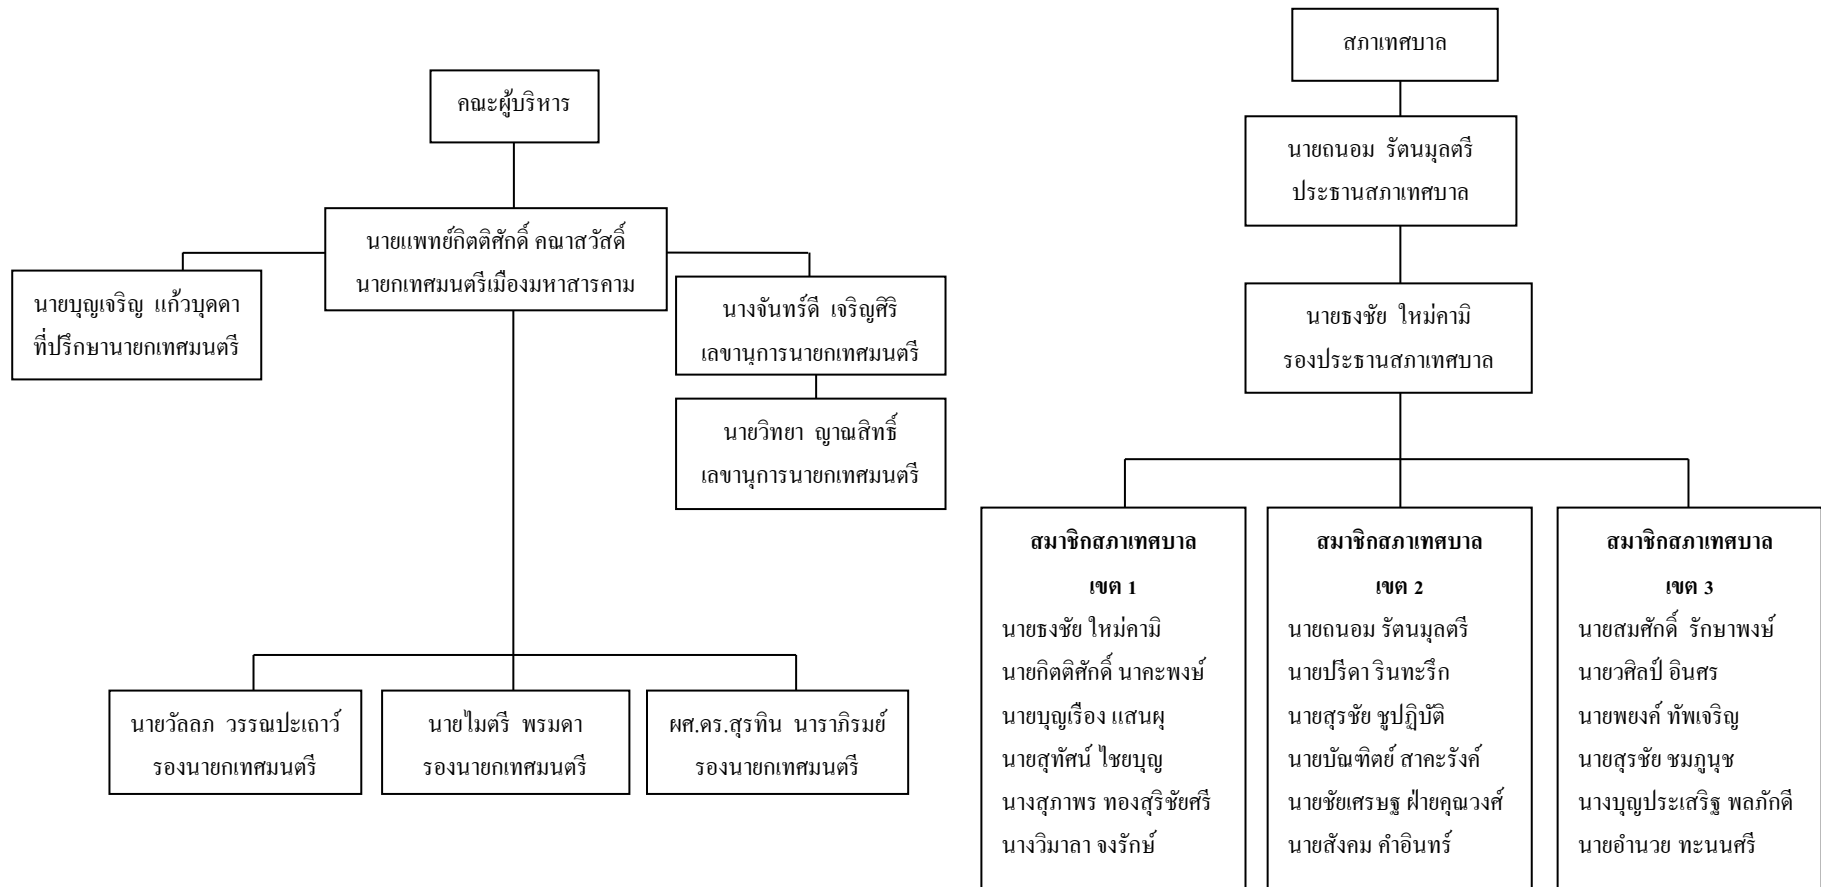 คณะผู้บริหาร
นายแพทย์กิตติศักดิ์ คณาสวัสดิ์
นายกเทศมนตรีเมืองมหาสารคาม
นายบุญเจริญ แก้วบุดดา
ที่ปรึกษานายกเทศมนตรี
นางจันทร์ดี เจริญศิริ
เลขานุการนายกเทศมนตรี
นายวิทยา ญาณสิทธิ์
เลขานุการนายกเทศมนตรี
นายวัลลภ วรรณปะเถาว์
รองนายกเทศมนตรี
นายไมตรี พรมดา
รองนายกเทศมนตรี
ผศ.ดร.สุรทิน นาราภิรมย์
รองนายกเทศมนตรี
สภาเทศบาล
นายถนอม รัตนมุลตรี
ประธานสภาเทศบาล
นายธงชัย ใหม่คามิ
รองประธานสภาเทศบาล
สมาชิกสภาเทศบาล
เขต 1
นายธงชัย ใหม่คามิ
นายกิตติศักดิ์ นาคะพงษ์
นายบุญเรือง แสนผุ
นายสุทัศน์ ไชยบุญ
นางสุภาพร ทองสุริชัยศรี
นางวิมาลา จงรักษ์
สมาชิกสภาเทศบาล
เขต 2
นายถนอม รัตนมุลตรี
นายปรีดา รินทะรึก
นายสุรชัย ชูปฏิบัติ
นายบัณฑิตย์ สาคะรังค์
นายชัยเศรษฐ ฝ่ายคุณวงศ์
นายสังคม คำอินทร์
สมาชิกสภาเทศบาล
เขต 3
นายสมศักดิ์ รักษาพงษ์
นายวศิลป์ อินศร
นายพยงค์ ทัพเจริญ
นายสุรชัย ชมภูนุช
นางบุญประเสริฐ พลภักดี
นายอำนวย ทะนนศรี